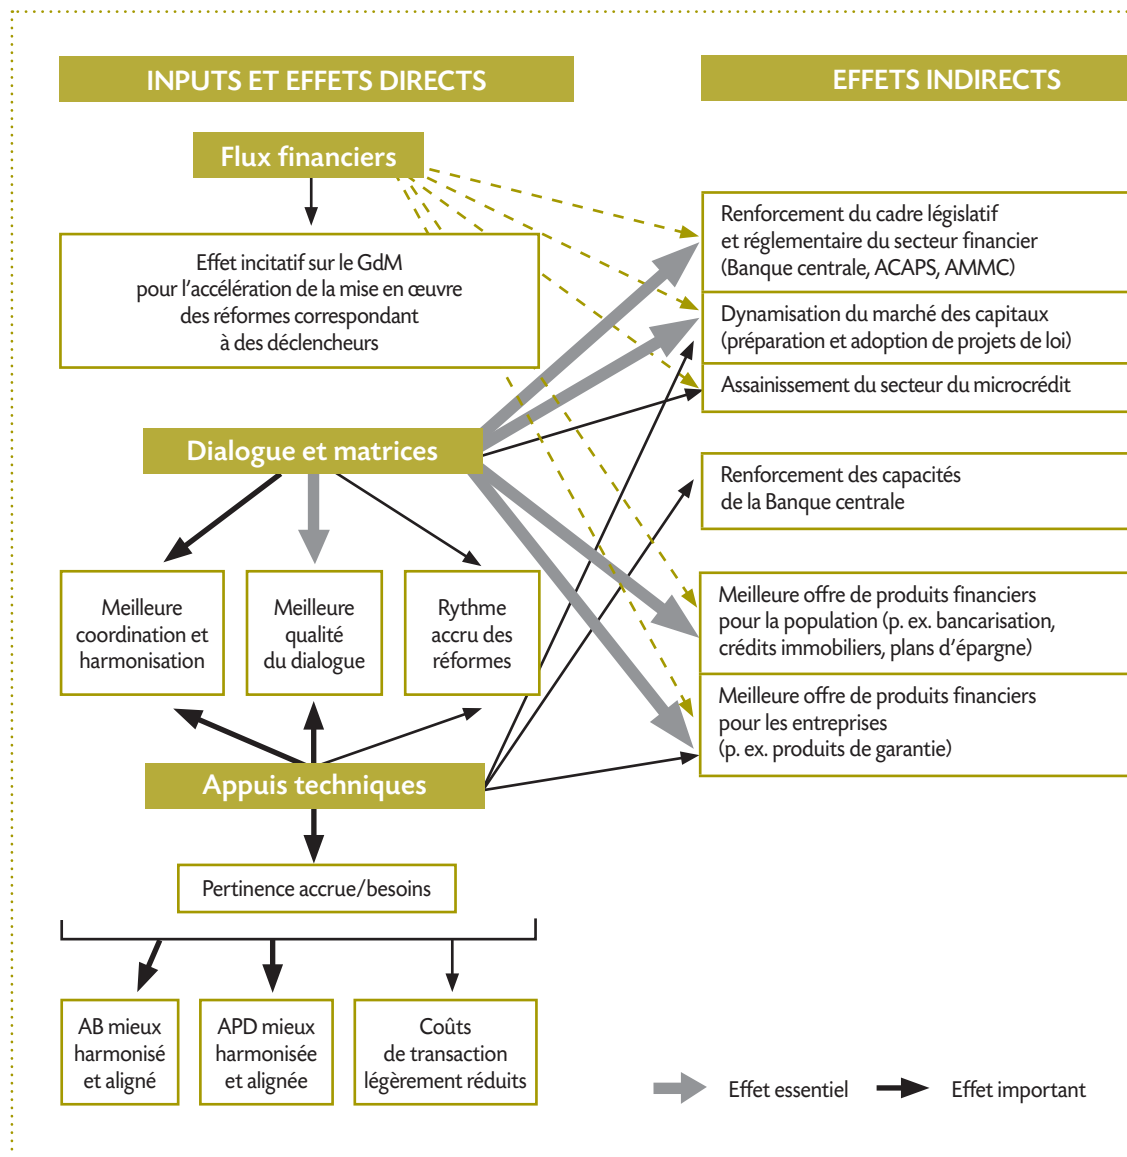 INPUTS ET EFFETS DIRECTS
EFFETS INDIRECTS
Flux financiers
Effet incitatif sur le GdM
pour l'accélération de la mise en œuvre
des réformes correspondant
à des déclencheurs
Renforcement du cadre législatif
et réglementaire du secteur financier
(Banque centrale, ACAPS, AMMC)
Dynamisation du marché des capitaux
(préparation et adoption de projets de loi)
Assainissement du secteur du microcrédit
Dialogue et matrices
Renforcement des capacités
de la Banque centrale
Meilleure
coordination et
harmonisation
Meilleure
qualité
du dialogue
Rythme
accru des
réformes
Meilleure offre de produits financiers
pour la population (p. ex. bancarisation,
crédits immobiliers, plans d'épargne)
Meilleure offre de produits financiers
pour les entreprises
(p. ex. produits de garantie)
Appuis techniques
Pertinence accrue/besoins
AB mieux
harmonisé
et aligné
APD mieux
harmonisée
et alignée
Coûts
de transaction
légèrement réduits
Effet essentiel
Effet important